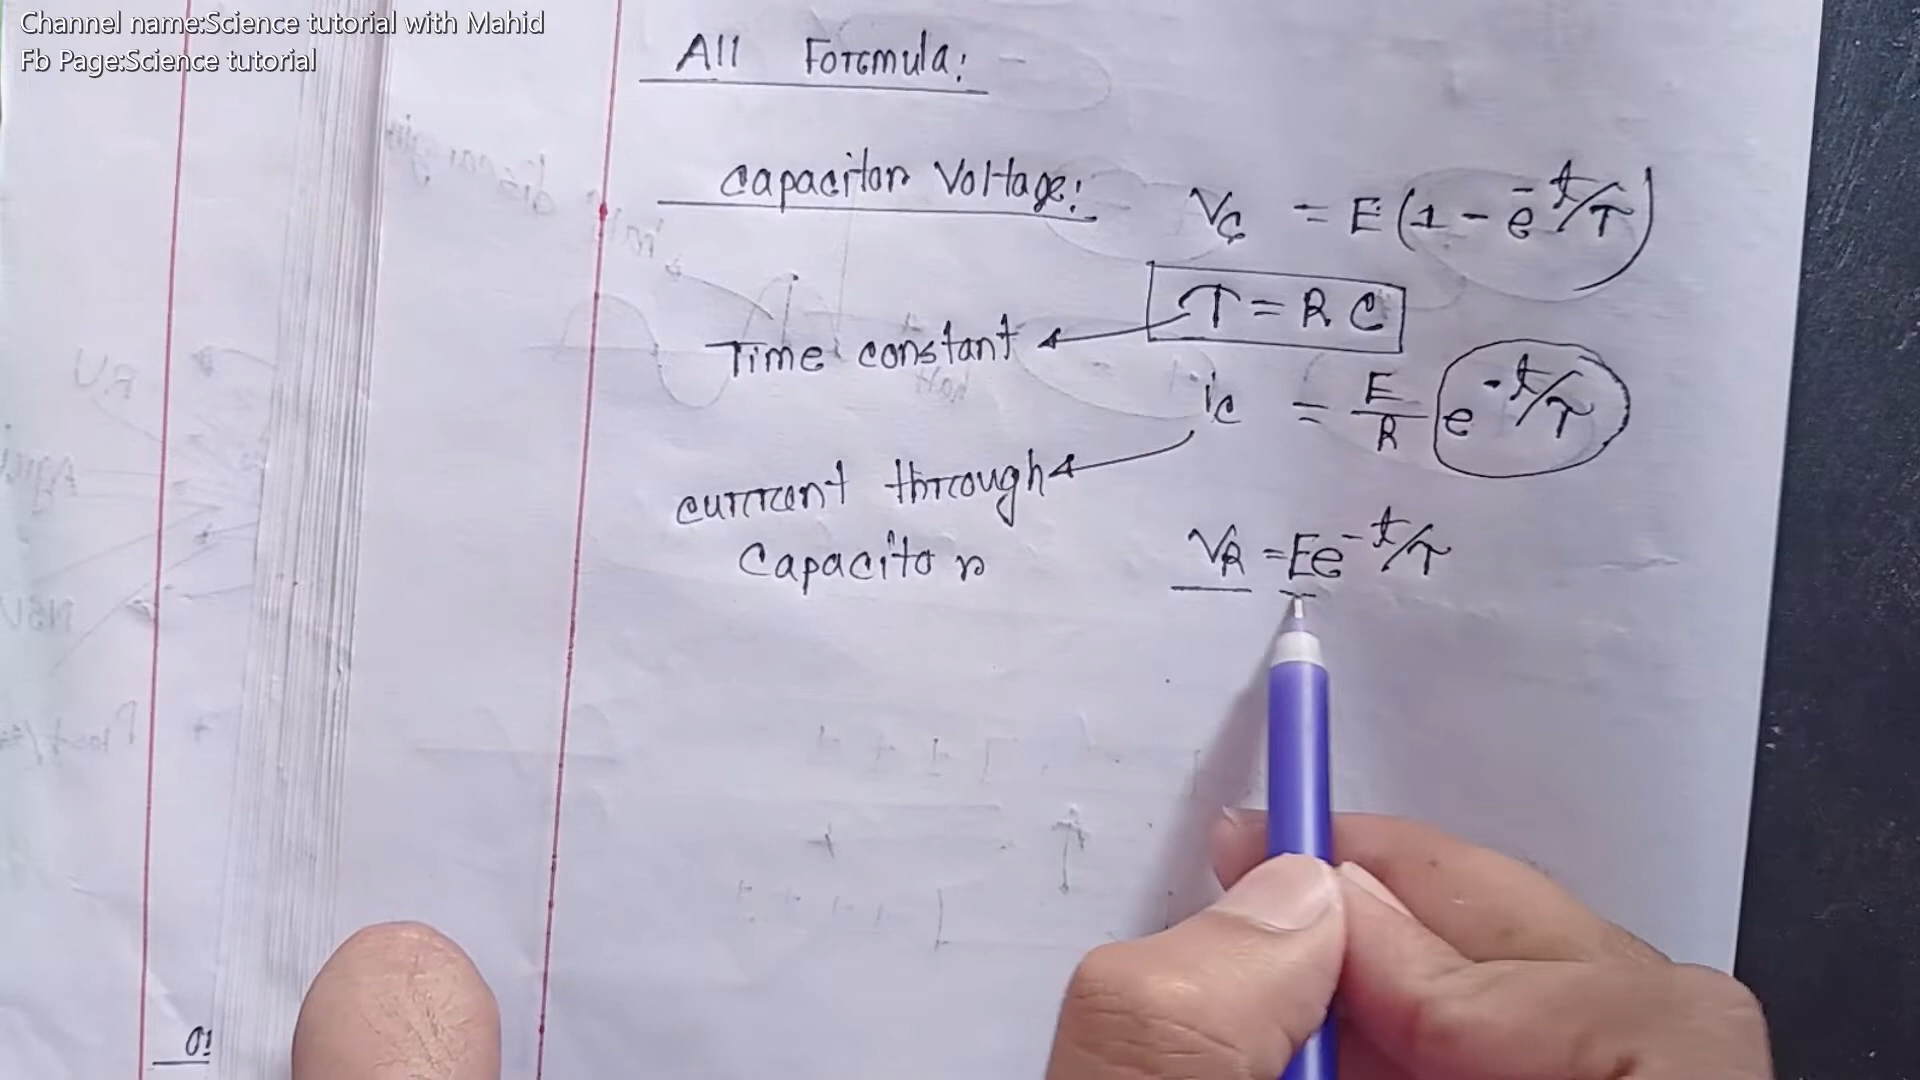 Channel name:Science tutorial with Mahid
Fb Page:Science tutorial
All Formula:
Capacitor Voltage: Vc = E(1 - e^-t/τ)
τ = RC
Time constant
ic = E/R e^-t/τ
current through
Capacitor
VR = Ee^-t/τ